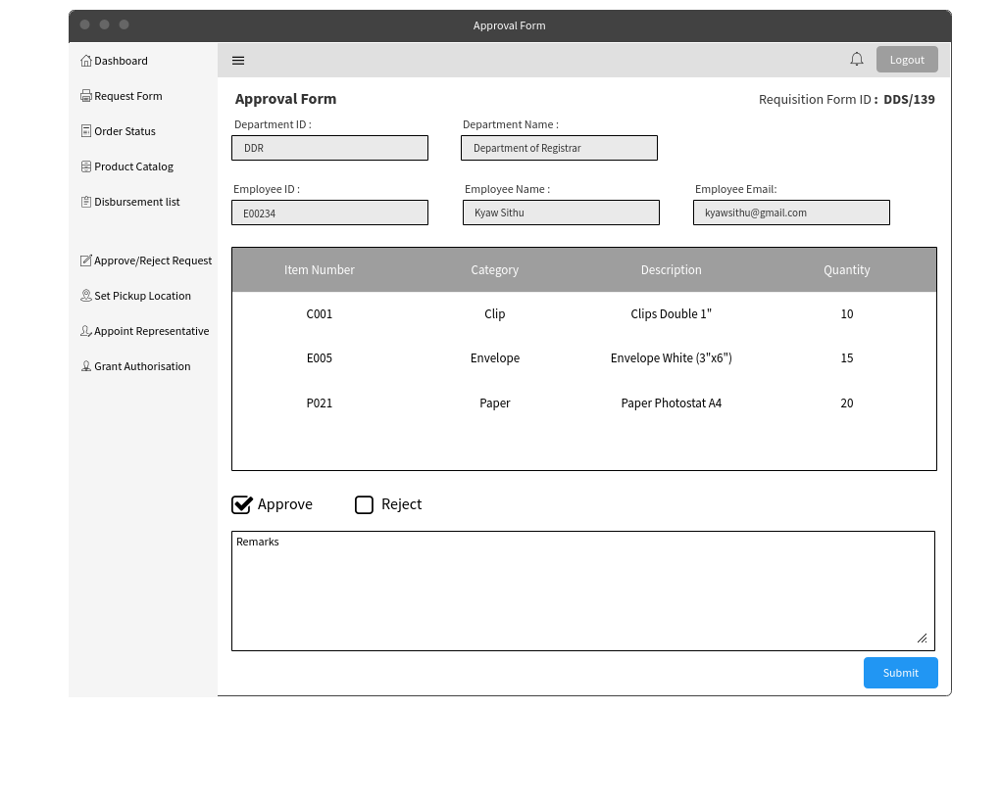 Approval Form
Dashboard
Request Form
Order Status
Product Catalog
Disbursement list
Approve/Reject Request
Set Pickup Location
Appoint Representative
Grant Authorisation
Logout
Approval Form
Requisition Form ID : DDS/139
Department ID :
Department Name :
DDR
Department of Registrar
Employee ID :
Employee Name :
Employee Email:
E00234
Kyaw Sithu
kyawsithu@gmail.com
Item Number Category Description Quantity
C001 Clip Clips Double 1" 10
E005 Envelope Envelope White (3"x6") 15
P021 Paper Paper Photostat A4 20
Approve
Reject
Remarks
Submit